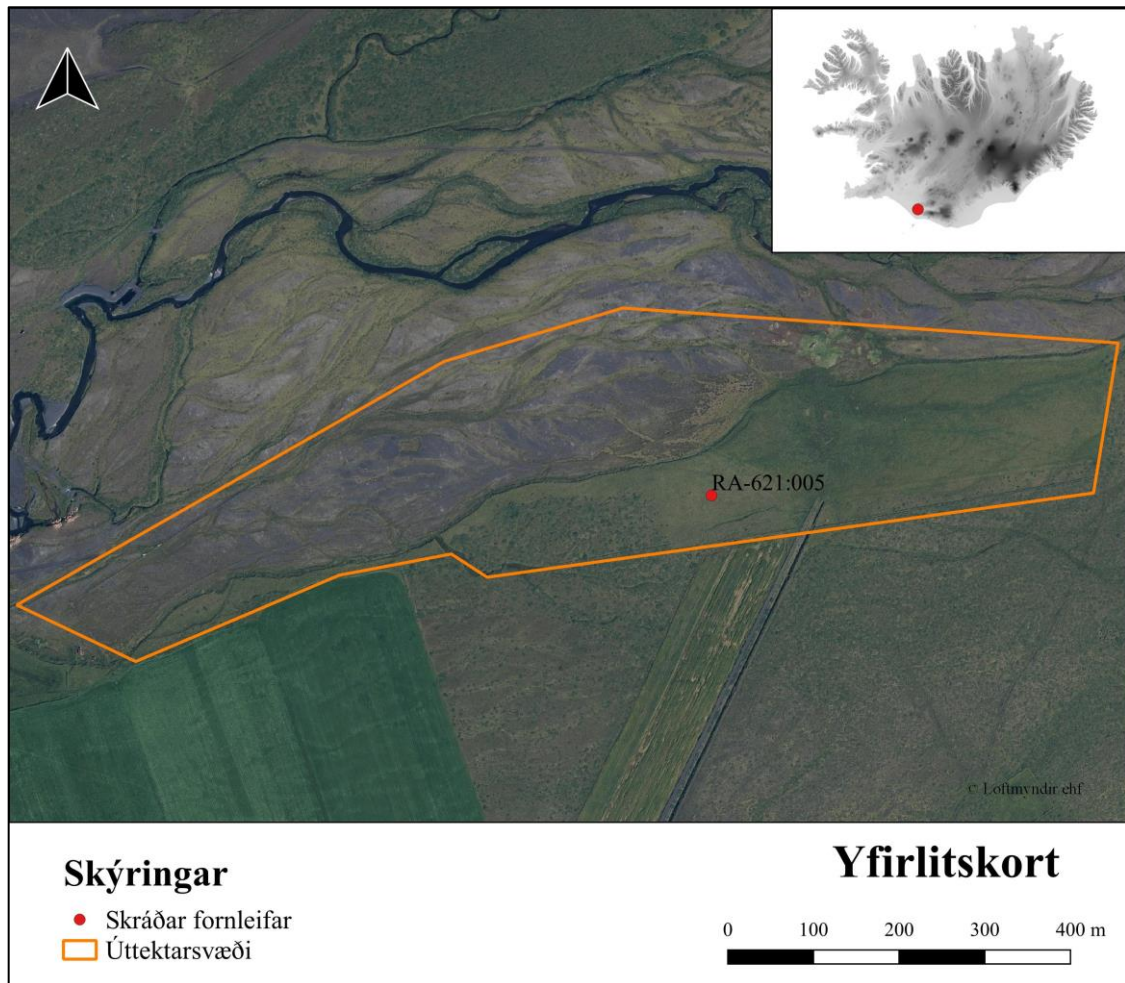 RA-621:005
© Loftmyndir ehf
Skýringar
Skráðar fornleifar
Úttektarsvæði
Yfirlitskort
0 100 200 300 400 m